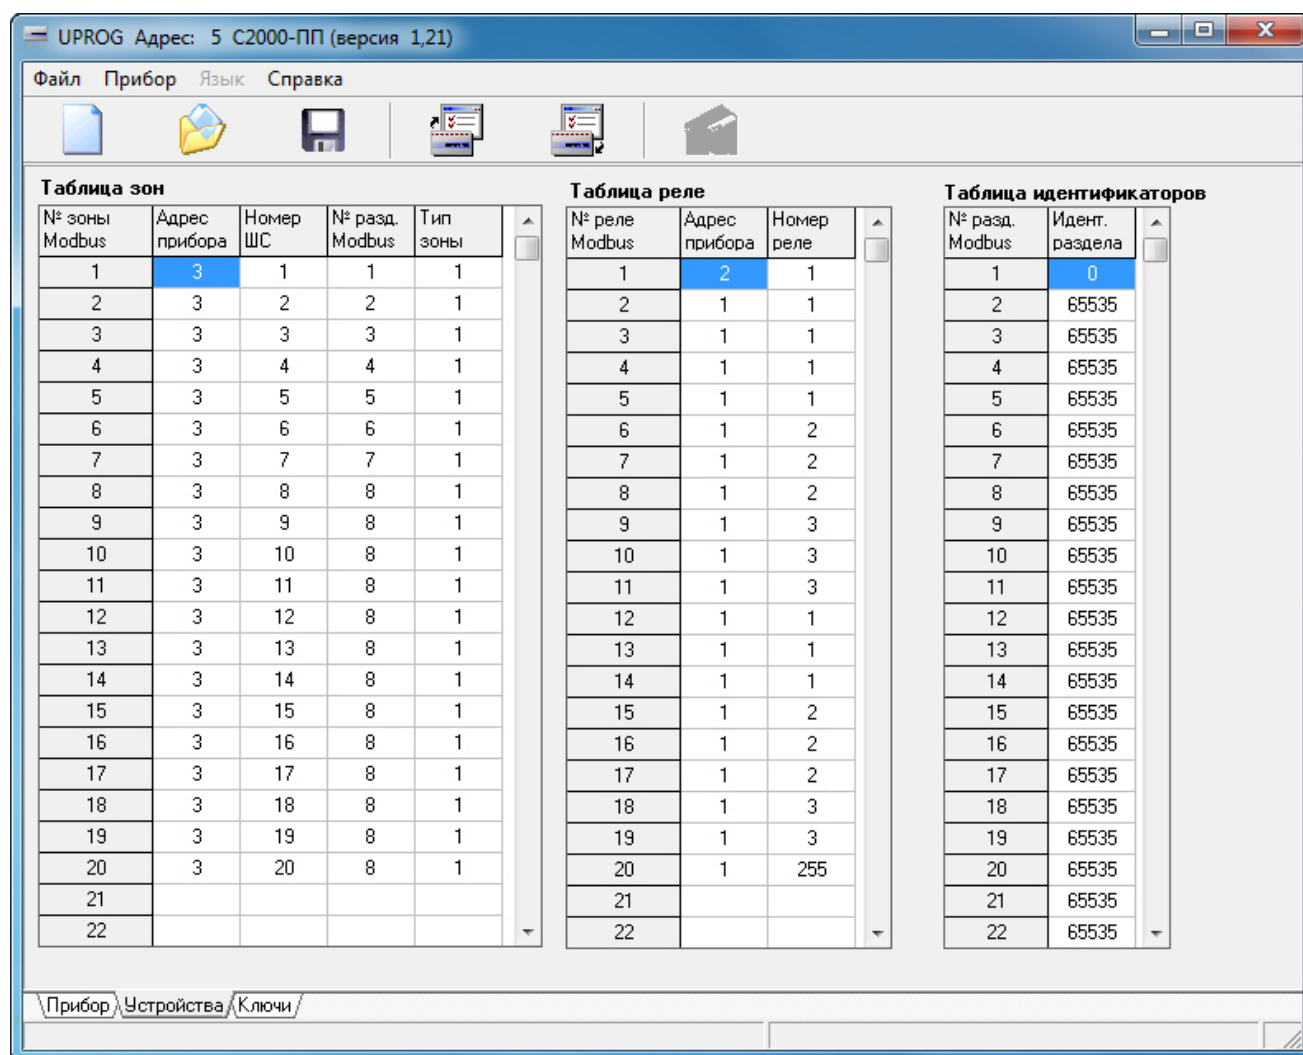 UPROG Адрес: 5 С2000-ПП (версия 1,21)
Файл Прибор Язык Справка
Таблица зон
№ зоны Modbus Адрес прибора Номер ШС № разд. Modbus Тип зоны
1 3 1 1 1
2 3 2 2 1
3 3 3 3 1
4 3 4 4 1
5 3 5 5 1
6 3 6 6 1
7 3 7 7 1
8 3 8 8 1
9 3 9 8 1
10 3 10 8 1
11 3 11 8 1
12 3 12 8 1
13 3 13 8 1
14 3 14 8 1
15 3 15 8 1
16 3 16 8 1
17 3 17 8 1
18 3 18 8 1
19 3 19 8 1
20 3 20 8 1
21
22
Таблица реле
№ реле Modbus Адрес прибора Номер реле
1 2 1
2 1 1
3 1 1
4 1 1
5 1 1
6 1 2
7 1 2
8 1 2
9 1 3
10 1 3
11 1 3
12 1 1
13 1 1
14 1 1
15 1 2
16 1 2
17 1 2
18 1 3
19 1 3
20 1 255
21
22
Таблица идентификаторов
№ разд. Modbus Идент. раздела
1 0
2 65535
3 65535
4 65535
5 65535
6 65535
7 65535
8 65535
9 65535
10 65535
11 65535
12 65535
13 65535
14 65535
15 65535
16 65535
17 65535
18 65535
19 65535
20 65535
21 65535
22 65535
Прибор Устройства Ключи